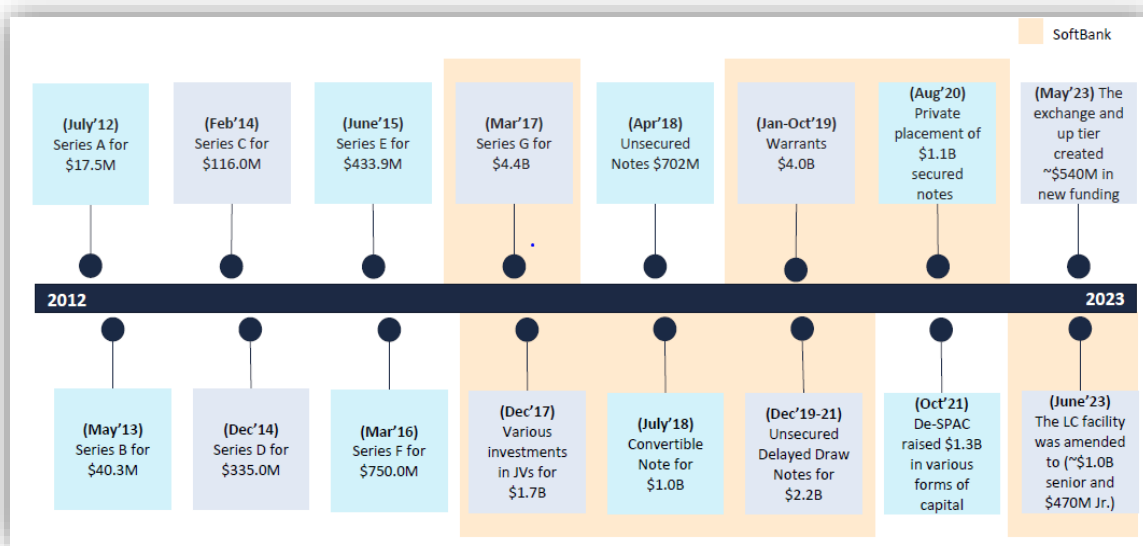 SoftBank
(July'12)
Series A for
$17.5M
(Feb'14)
Series C for
$116.0M
(June'15)
Series E for
$433.9M
(Mar'17)
Series G for
$4.4B
(Apr'18)
Unsecured
Notes $702M
(Jan-Oct'19)
Warrants
$4.0B
(Aug'20)
Private
placement of
$1.1B
secured
notes
(May'23) The
exchange and
up tier
created
~$540M in
new funding
2012
2023
(May'13)
Series B for
$40.3M
(Dec'14)
Series D for
$335.0M
(Mar'16)
Series F for
$750.0M
(Dec'17)
Various
investments
in JVs for
$1.7B
(July'18)
Convertible
Note for
$1.0B
(Dec'19-21)
Unsecured
Delayed Draw
Notes for
$2.2B
(Oct'21)
De-SPAC
raised $1.3B
in various
forms of
capital
(June'23)
The LC facility
was amended
to (~$1.0B
senior and
$470M Jr.)